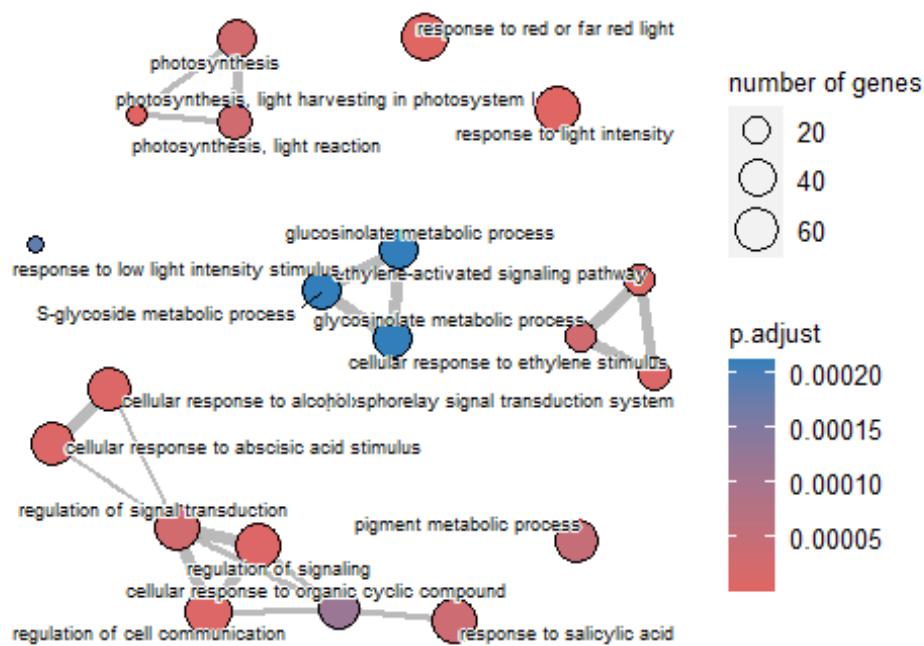 response to red or far red light
photosynthesis
photosynthesis, light harvesting in photosystem I
response to light intensity
photosynthesis, light reaction
glucosinolate metabolic process
response to low light intensity stimulus
ethylene-activated signaling pathway
S-glycoside metabolic process
glycosinolate metabolic process
cellular response to ethylene stimulus
cellular response to alcohol
sphorelay signal transduction system
cellular response to abscisic acid stimulus
regulation of signal transduction
pigment metabolic process
regulation of signaling
cellular response to organic cyclic compound
regulation of cell communication
response to salicylic acid
number of genes
20
40
60
p.adjust
0.00020
0.00015
0.00010
0.00005